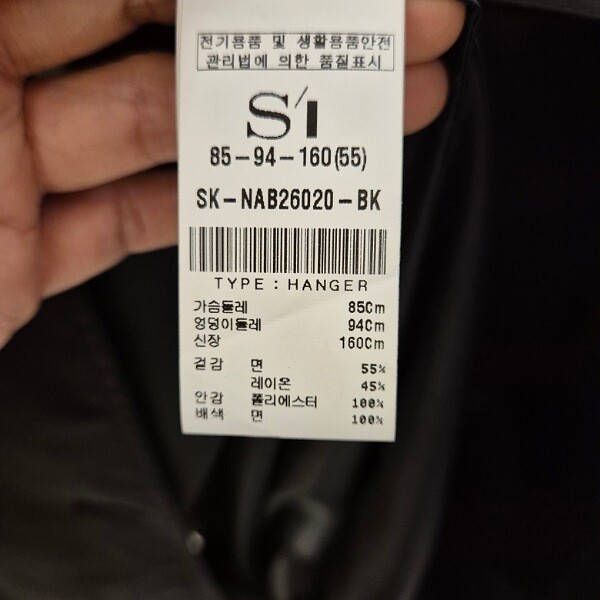 전기용품 및 생활용품안전
관리법에 의한 품질표시
S'I
85-94-160(55)
SK-NAB26020-BK
TYPE : HANGER
가슴둘레 85Cm
엉덩이둘레 94Cm
신장 160Cm
겉감 면 55%
레이온 45%
안감 폴리에스터 100%
배색 면 100%